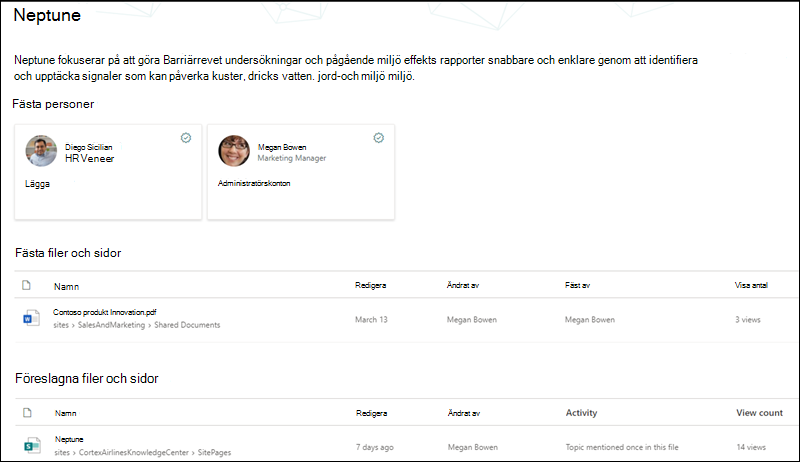 Neptune
Neptune fokuserar på att göra Barriärrevet undersökningar och pågående miljö effekts rapporter snabbare och enklare genom att identifiera
och upptäcka signaler som kan påverka kuster, dricks vatten. jord-och miljö miljö.
Fästa personer
Diego Sicilian
HR Veneer
Lägga
Megan Bowen
Marketing Manager
Administratörskonton
Fästa filer och sidor
Namn Redigera Ändrat av Fäst av Visa antal
Contoso produkt Innovation.pdf
sites › SalesAndMarketing › Shared Documents March 13 Megan Bowen Megan Bowen 3 views
Föreslagna filer och sidor
Namn Redigera Ändrat av Activity View count
Neptune
sites › CortexAirlinesKnowledgeCenter › SitePages 7 days ago Megan Bowen Topic mentioned once in this file 14 views